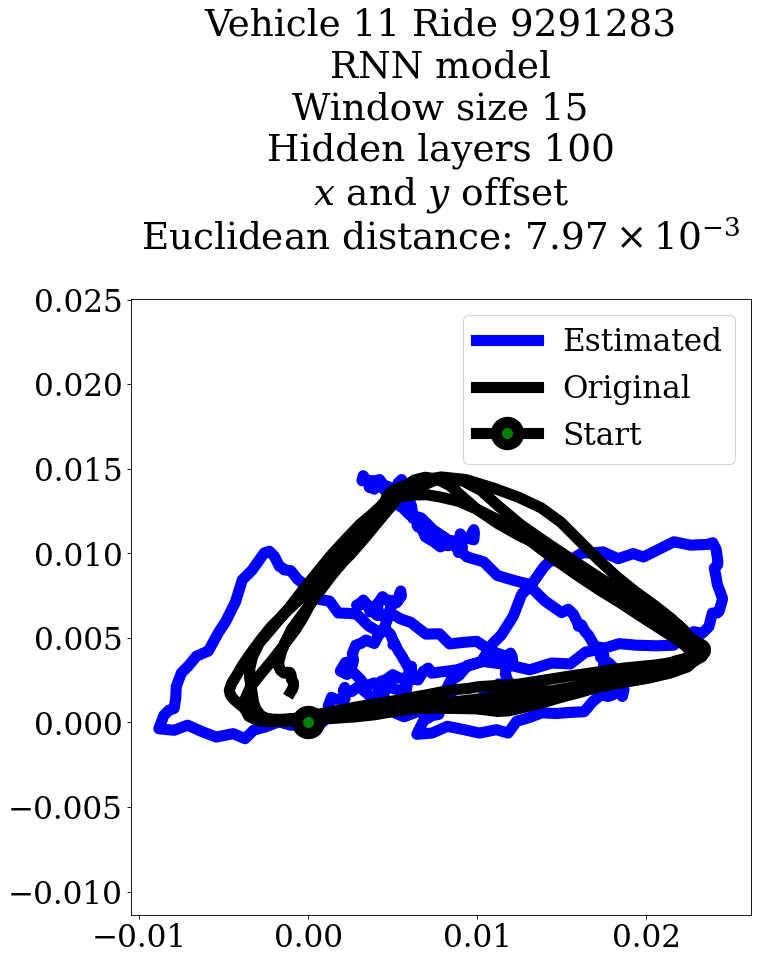 Vehicle 11 Ride 9291283
RNN model
Window size 15
Hidden layers 100
x and y offset
Euclidean distance: 7.97 × 10⁻³
0.025
0.020
0.015
0.010
0.005
0.000
−0.005
−0.010
Estimated
Original
Start
−0.01
0.00
0.01
0.02